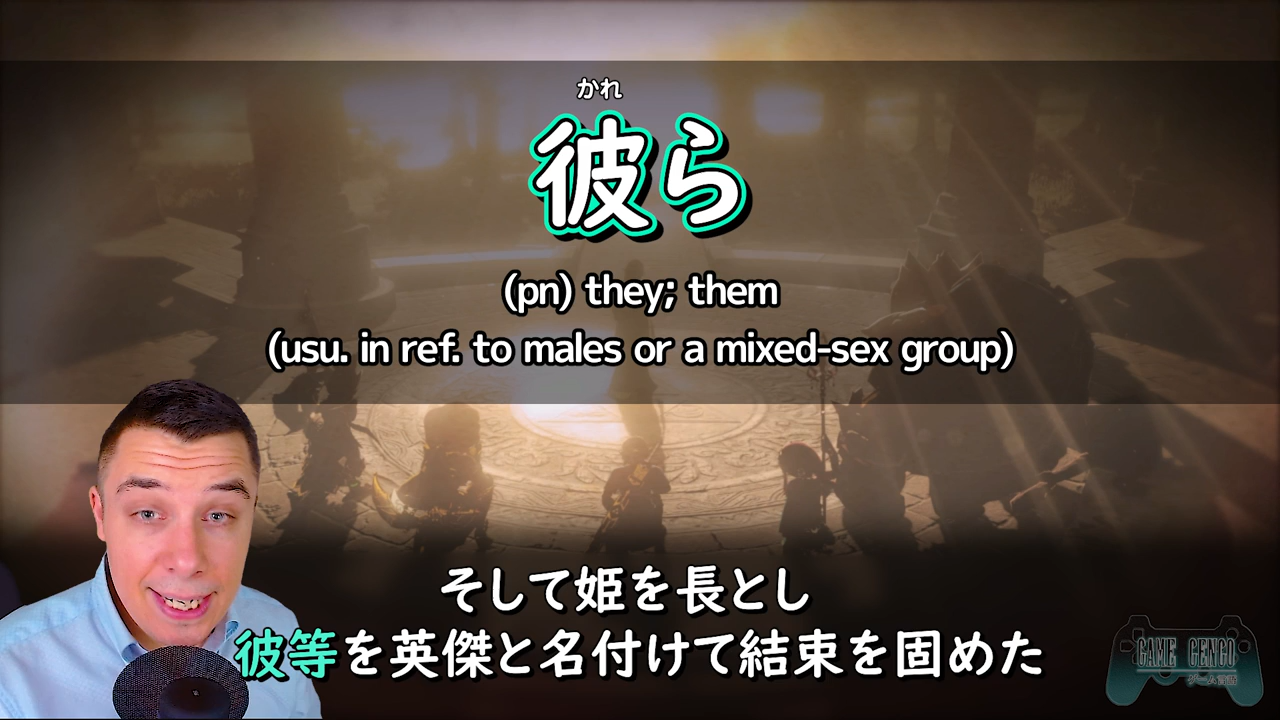 かれ
彼ら
(pn) they; them
(usu. in ref. to males or a mixed-sex group)
そして姫を長とし
彼等を英傑と名付けて結束を固めた
GAME GENGO
ゲーム言語